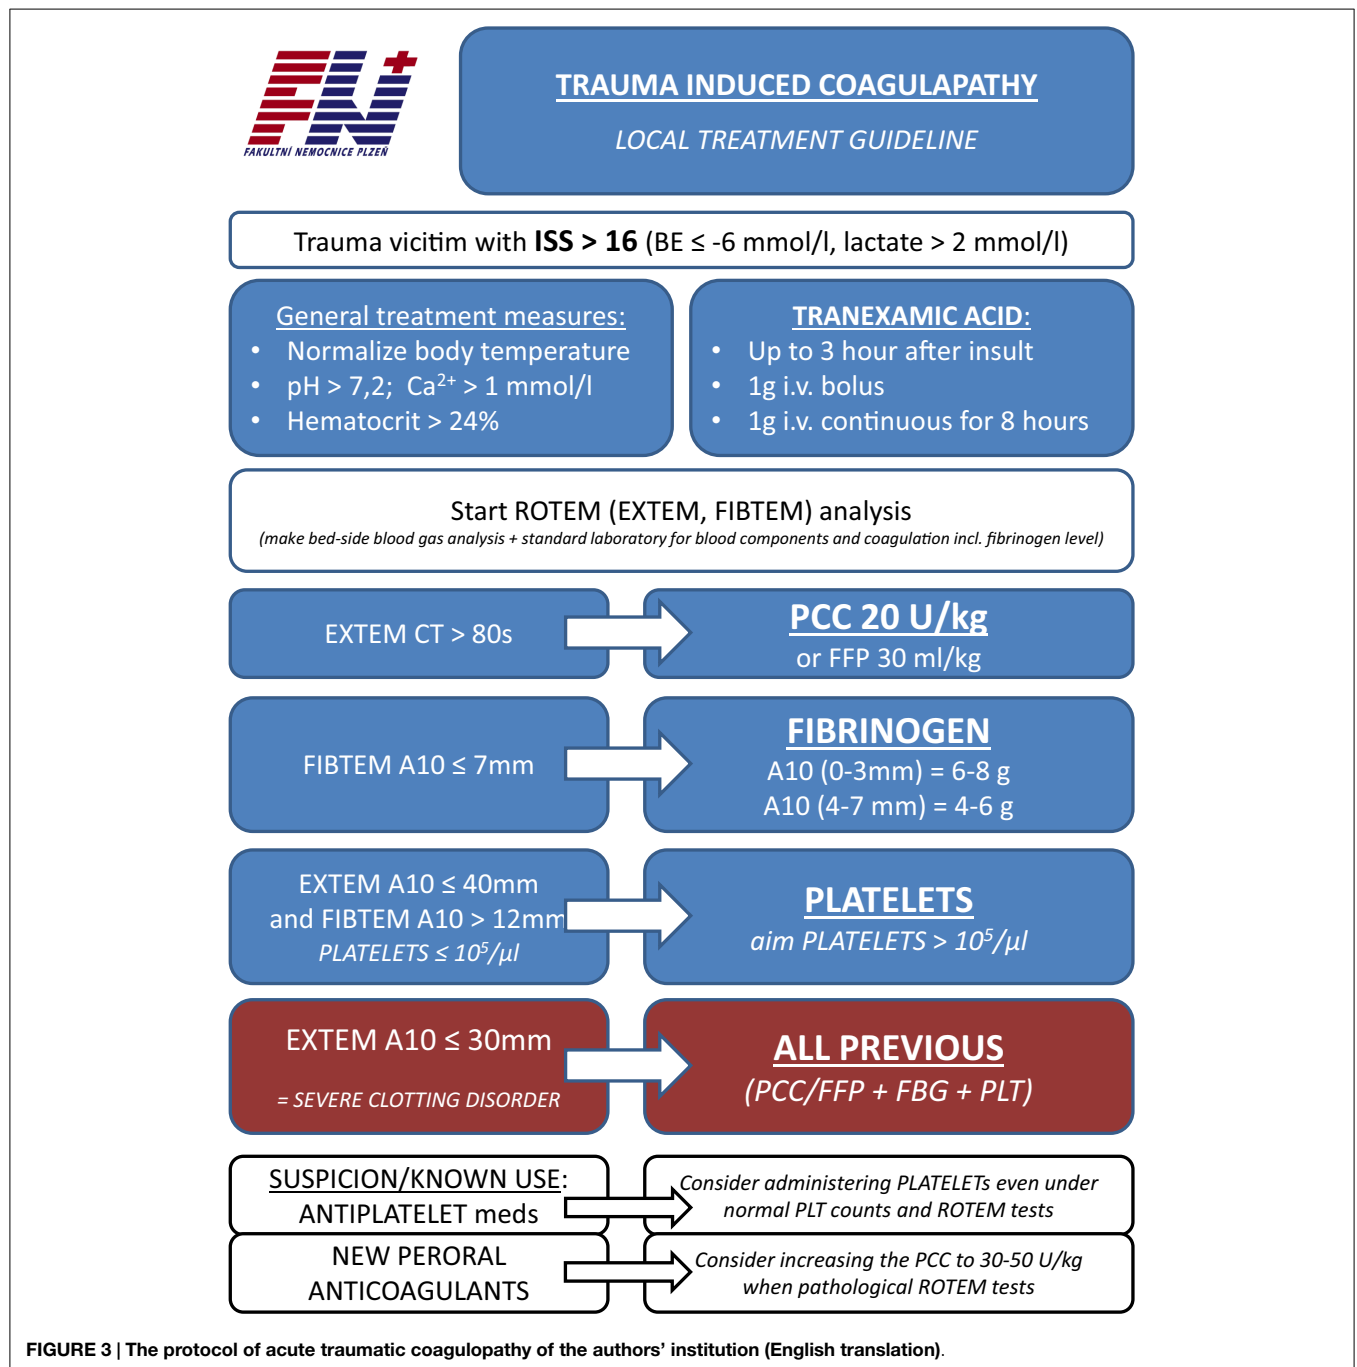 FAKULTNÍ NEMOCNICE PLZEŇ
TRAUMA INDUCED COAGULAPATHY
LOCAL TREATMENT GUIDELINE
Trauma vicitim with ISS > 16 (BE ≤ -6 mmol/l, lactate > 2 mmol/l)
General treatment measures:
• Normalize body temperature
• pH > 7,2; Ca²⁺ > 1 mmol/l
• Hematocrit > 24%
TRANEXAMIC ACID:
• Up to 3 hour after insult
• 1g i.v. bolus
• 1g i.v. continuous for 8 hours
Start ROTEM (EXTEM, FIBTEM) analysis
(make bed-side blood gas analysis + standard laboratory for blood components and coagulation incl. fibrinogen level)
EXTEM CT > 80s
PCC 20 U/kg
or FFP 30 ml/kg
FIBTEM A10 ≤ 7mm
FIBRINOGEN
A10 (0-3mm) = 6-8 g
A10 (4-7 mm) = 4-6 g
EXTEM A10 ≤ 40mm
and FIBTEM A10 > 12mm
PLATELETS ≤ 10⁵/µl
PLATELETS
aim PLATELETS > 10⁵/µl
EXTEM A10 ≤ 30mm
= SEVERE CLOTTING DISORDER
ALL PREVIOUS
(PCC/FFP + FBG + PLT)
SUSPICION/KNOWN USE:
ANTIPLATELET meds
Consider administering PLATELETs even under
normal PLT counts and ROTEM tests
NEW PERORAL
ANTICOAGULANTS
Consider increasing the PCC to 30-50 U/kg
when pathological ROTEM tests
FIGURE 3 | The protocol of acute traumatic coagulopathy of the authors' institution (English translation).